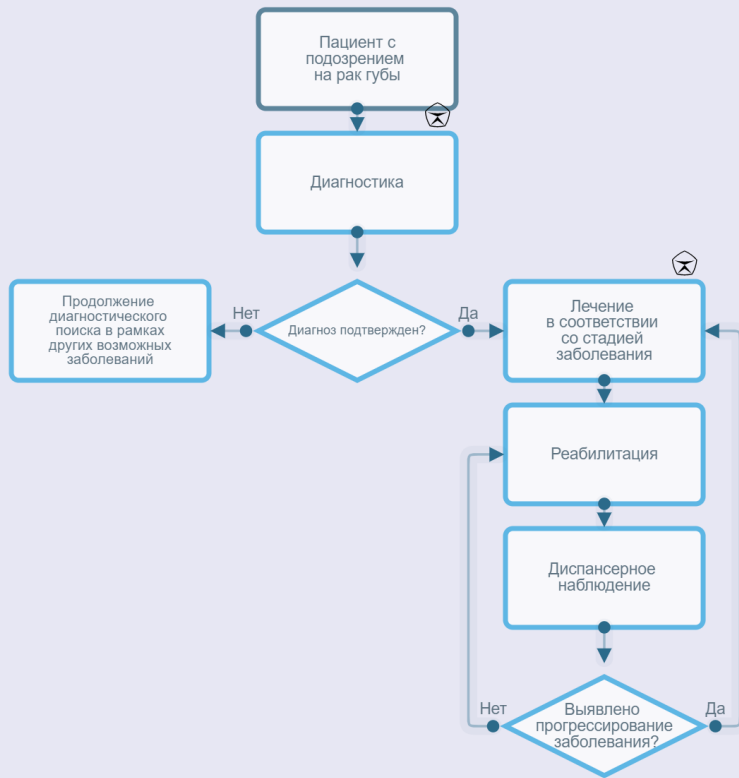 Пациент с
подозрением
на рак губы
Диагностика
Продолжение
диагностического
поиска в рамках
других возможных
заболеваний
Нет
Диагноз подтвержден?
Да
Лечение
в соответствии
со стадией
заболевания
Реабилитация
Диспансерное
наблюдение
Нет
Выявлено
прогрессирование
заболевания?
Да